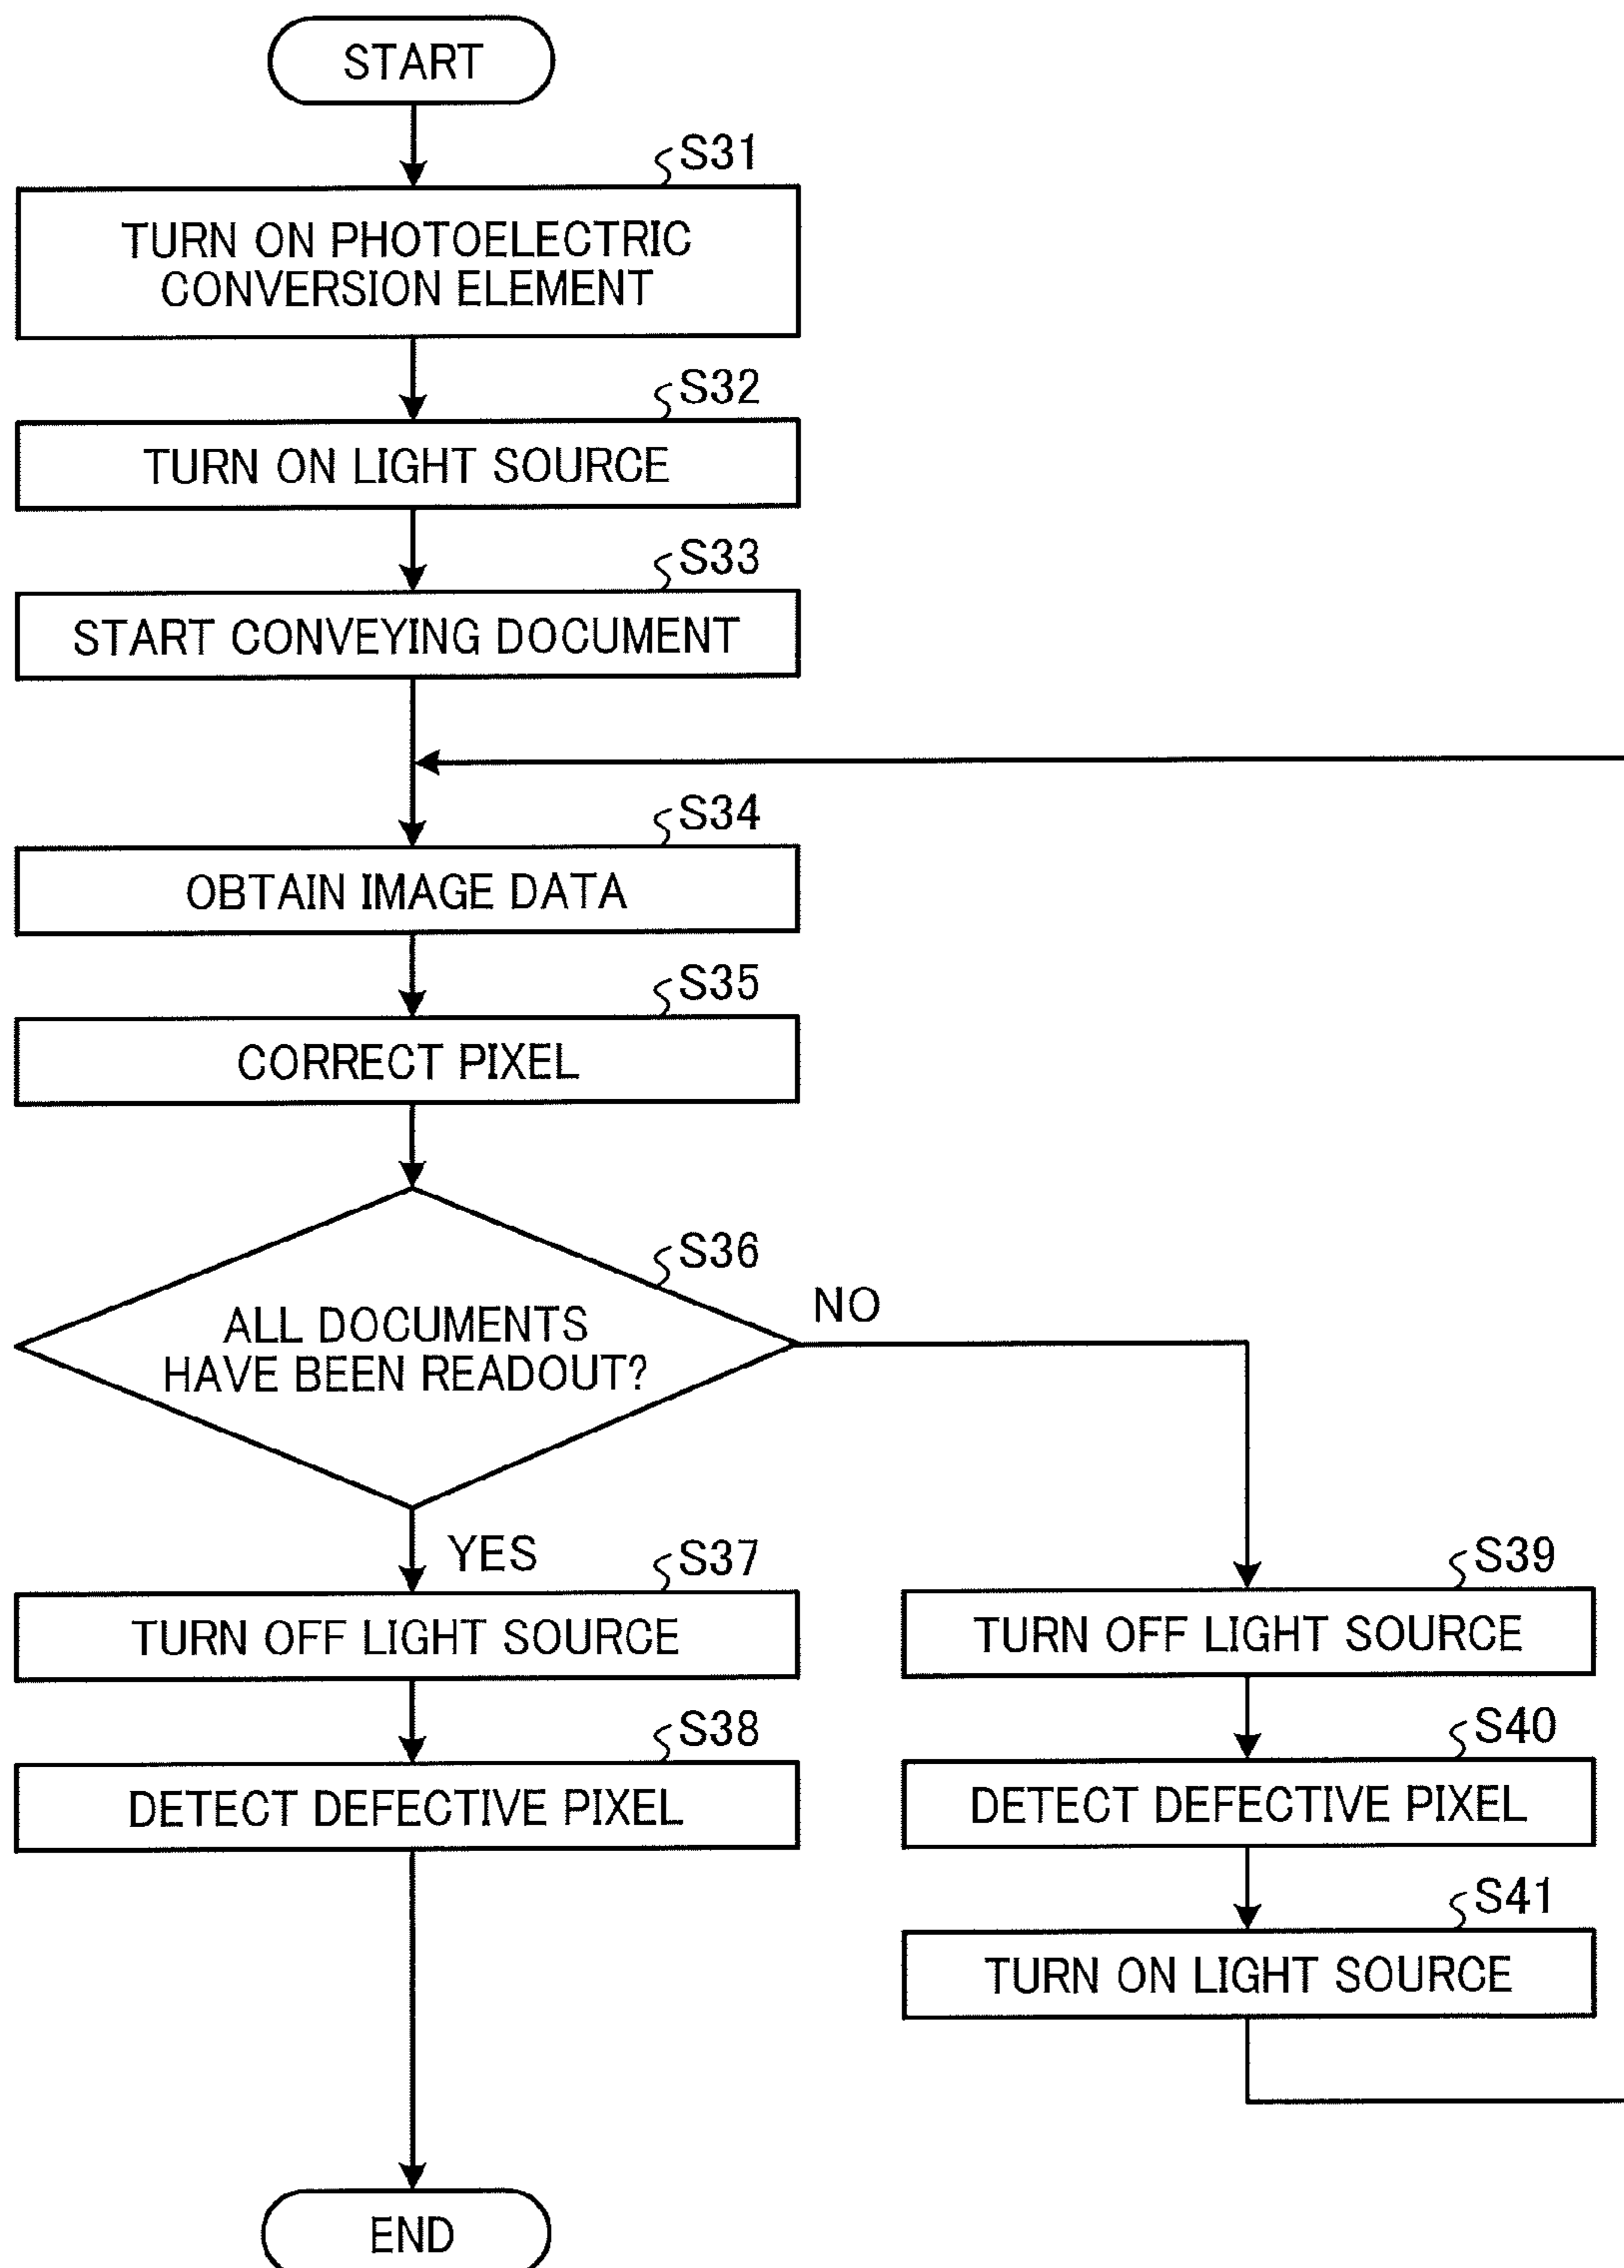 START
S31
TURN ON PHOTOELECTRIC
CONVERSION ELEMENT
S32
TURN ON LIGHT SOURCE
S33
START CONVEYING DOCUMENT
S34
OBTAIN IMAGE DATA
S35
CORRECT PIXEL
S36
ALL DOCUMENTS
HAVE BEEN READOUT?
NO
YES
S37
TURN OFF LIGHT SOURCE
S38
DETECT DEFECTIVE PIXEL
S39
TURN OFF LIGHT SOURCE
S40
DETECT DEFECTIVE PIXEL
S41
TURN ON LIGHT SOURCE
END